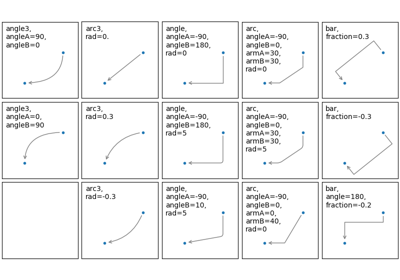 angle3,
angleA=90,
angleB=0
arc3,
rad=0.
angle,
angleA=-90,
angleB=180,
rad=0
arc,
angleA=-90,
angleB=0,
armA=30,
armB=30,
rad=0
bar,
fraction=0.3
angle3,
angleA=0,
angleB=90
arc3,
rad=0.3
angle,
angleA=-90,
angleB=180,
rad=5
arc,
angleA=-90,
angleB=0,
armA=30,
armB=30,
rad=5
bar,
fraction=-0.3
arc3,
rad=-0.3
angle,
angleA=-90,
angleB=10,
rad=5
arc,
angleA=-90,
angleB=0,
armA=0,
armB=40,
rad=0
bar,
angle=180,
fraction=-0.2